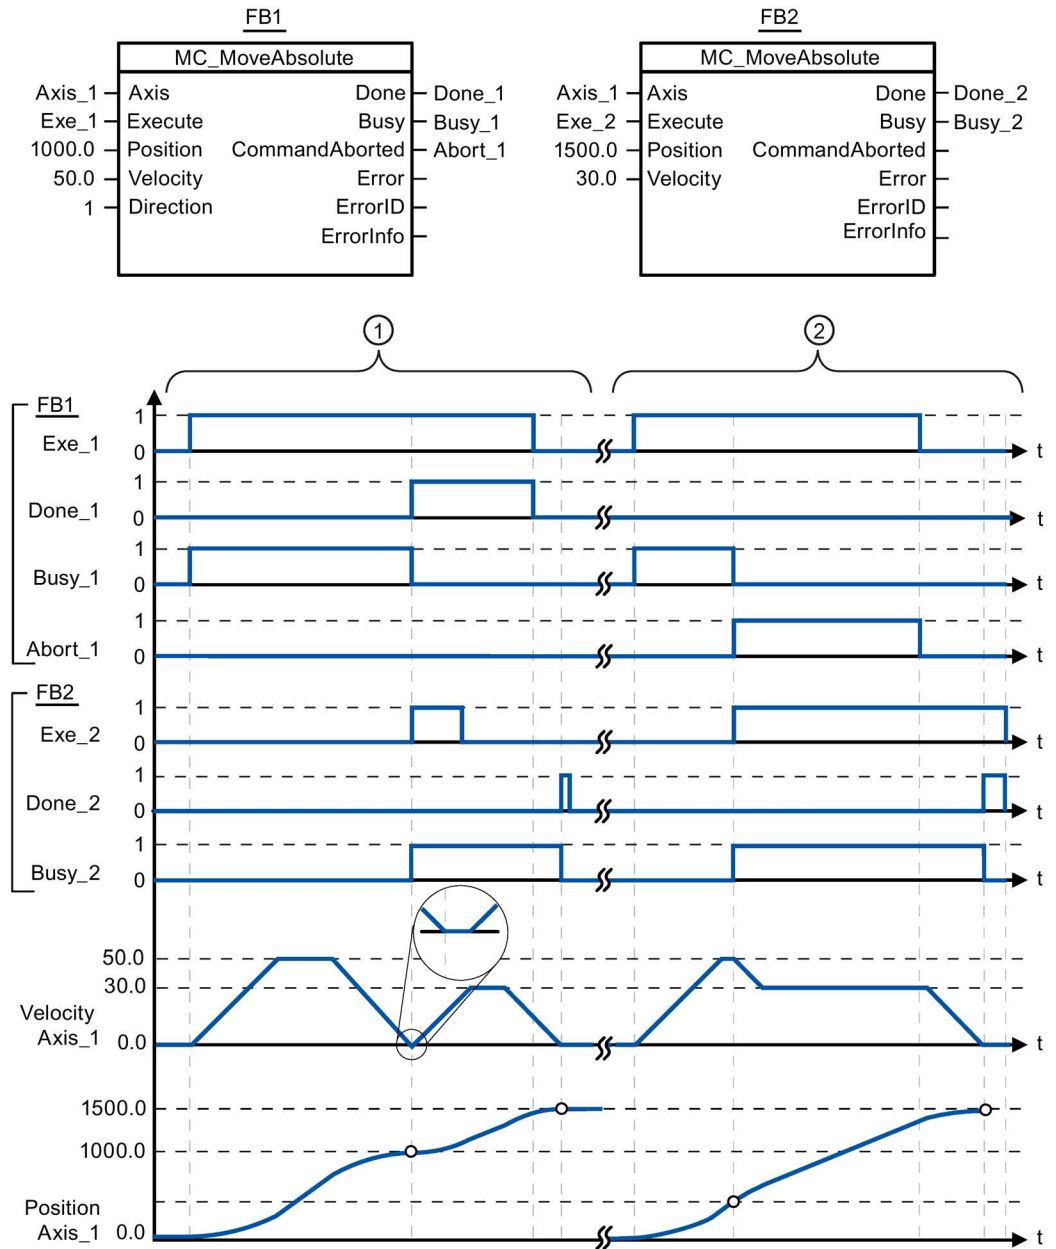 FB1 FB2
MC_MoveAbsolute MC_MoveAbsolute
Axis_1 Axis Done Done_1 Axis_1 Axis Done Done_2
Exe_1 Execute Busy Busy_1 Exe_2 Execute Busy Busy_2
1000.0 Position CommandAborted Abort_1 1500.0 Position CommandAborted
50.0 Velocity Error 30.0 Velocity Error
1 Direction ErrorID ErrorID
ErrorInfo ErrorInfo
1 2
FB1
1
Exe_1
0 t
1
Done_1
0 t
1
Busy_1
0 t
1
Abort_1
0 t
FB2
1
Exe_2
0 t
1
Done_2
0 t
1
Busy_2
0 t
50.0
30.0
Velocity
Axis_1 0.0 t
1500.0
1000.0
Position
Axis_1 0.0 t